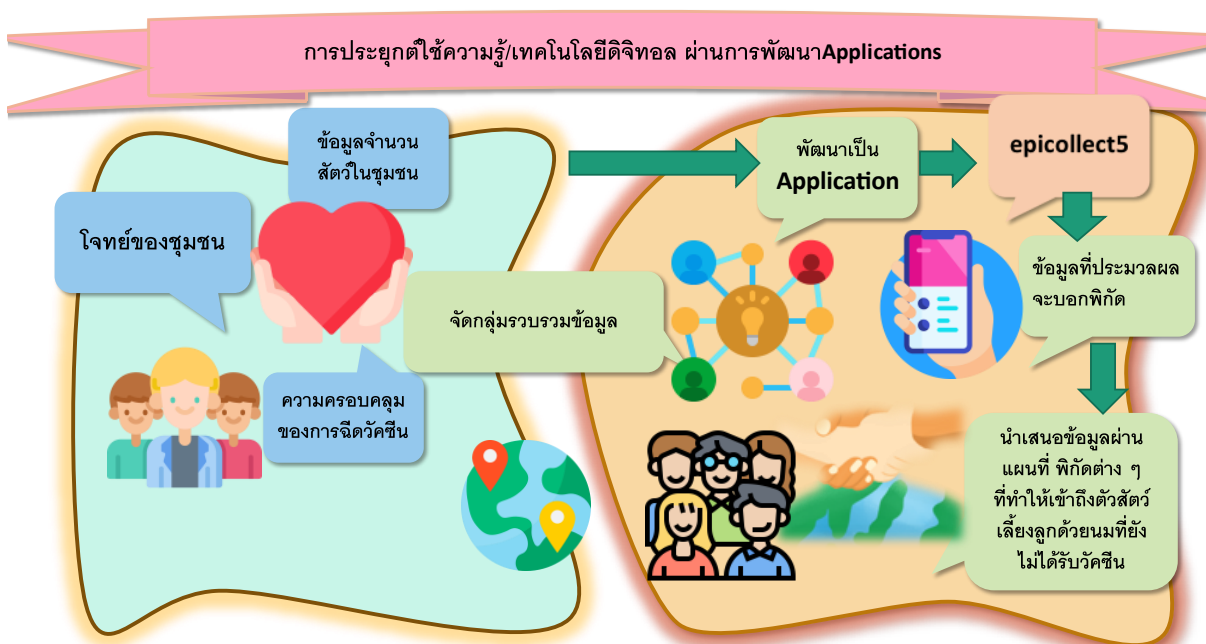 การประยุกต์ใช้ความรู้/เทคโนโลยีดิจิทอล ผ่านการพัฒนาApplications
ข้อมูลจำนวน
สัตว์ในชุมชน
โจทย์ของชุมชน
ความครอบคลุม
ของการฉีดวัคซีน
จัดกลุ่มรวบรวมข้อมูล
พัฒนาเป็น
Application
epicollect5
ข้อมูลที่ประมวลผล
จะบอกพิกัด
นำเสนอข้อมูลผ่าน
แผนที่ พิกัดต่าง ๆ
ที่ทำให้เข้าถึงตัวสัตว์
เลี้ยงลูกด้วยนมที่ยัง
ไม่ได้รับวัคซีน